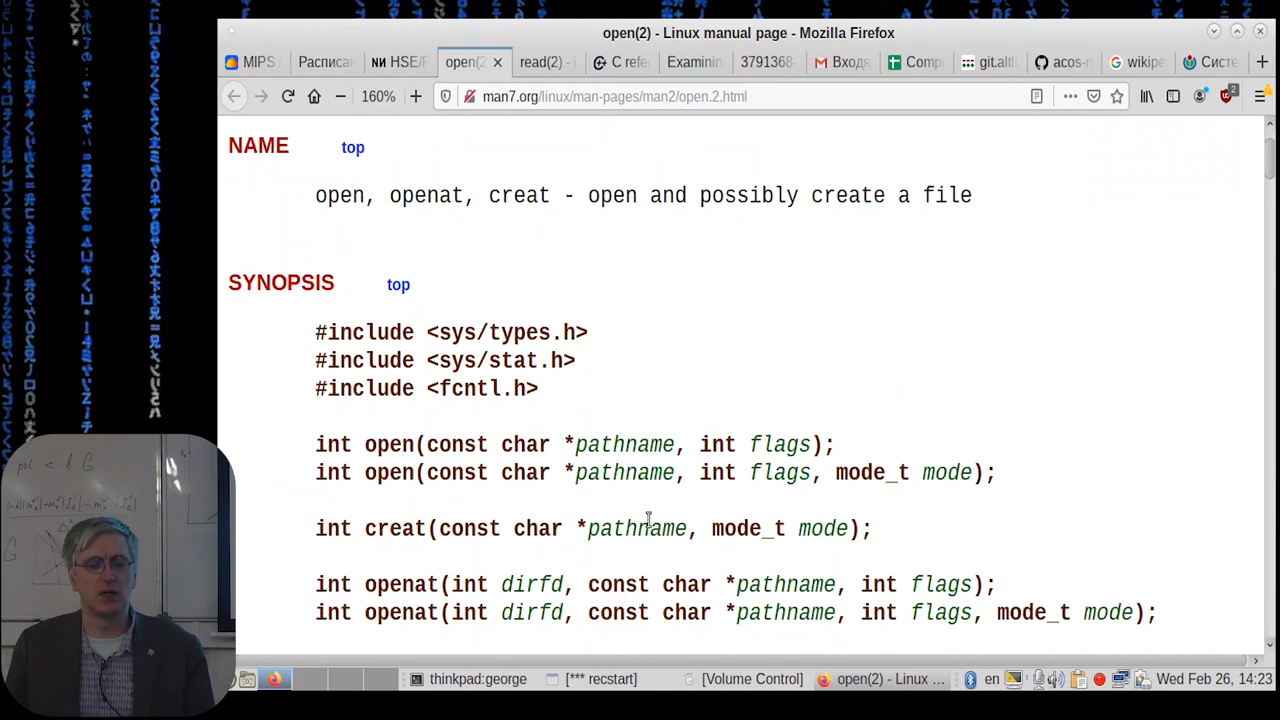 open(2) - Linux manual page - Mozilla Firefox
MIPS
Расписан
HSE/F
open(2
read(2) - L
C refer
Examining
3791368-
Входя
Comp
git.altli
acos-m
wikipe
Систе
160%
man7.org/linux/man-pages/man2/open.2.html
2
NAME top
open, openat, creat - open and possibly create a file
SYNOPSIS top
#include <sys/types.h>
#include <sys/stat.h>
#include <fcntl.h>
int open(const char *pathname, int flags);
int open(const char *pathname, int flags, mode_t mode);
int creat(const char *pathname, mode_t mode);
int openat(int dirfd, const char *pathname, int flags);
int openat(int dirfd, const char *pathname, int flags, mode_t mode);
thinkpad:george
[*** recstart]
[Volume Control]
open(2) - Linux ...
en
Wed Feb 26, 14:23